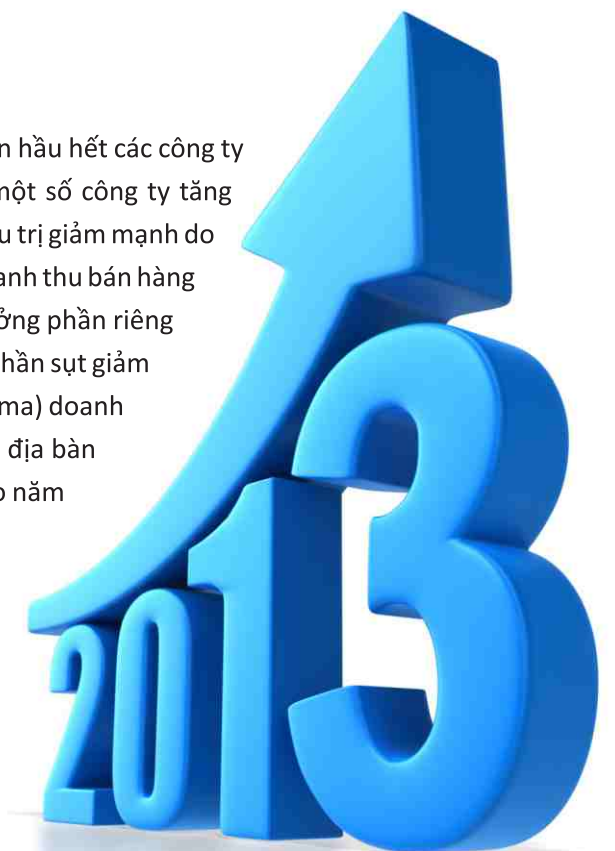 n hầu hết các công ty
một số công ty tăng
u trị giảm mạnh do
anh thu bán hàng
ởng phần riêng
hần sụt giảm
ma) doanh
địa bàn
o năm
2013